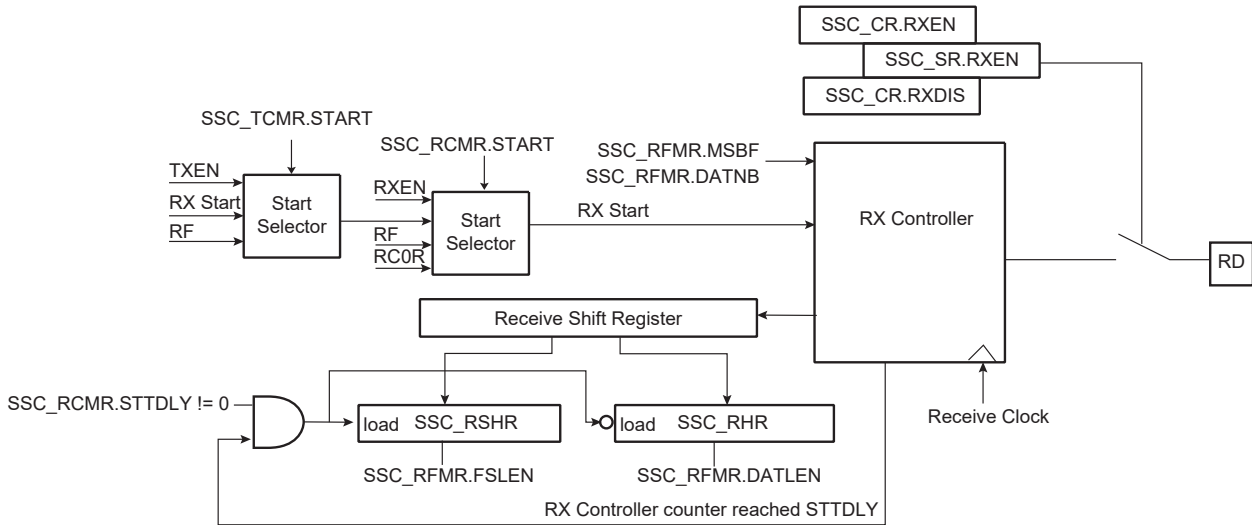 SSC_CR.RXEN
SSC_SR.RXEN
SSC_CR.RXDIS
SSC_TCMR.START
SSC_RCMR.START
SSC_RFMR.MSBF
SSC_RFMR.DATNB
TXEN
RX Start
RF
Start
Selector
RXEN
RF
RC0R
Start
Selector
RX Start
RX Controller
RD
Receive Shift Register
SSC_RCMR.STTDLY != 0
load SSC_RSHR
load SSC_RHR
Receive Clock
SSC_RFMR.FSLEN
SSC_RFMR.DATLEN
RX Controller counter reached STTDLY